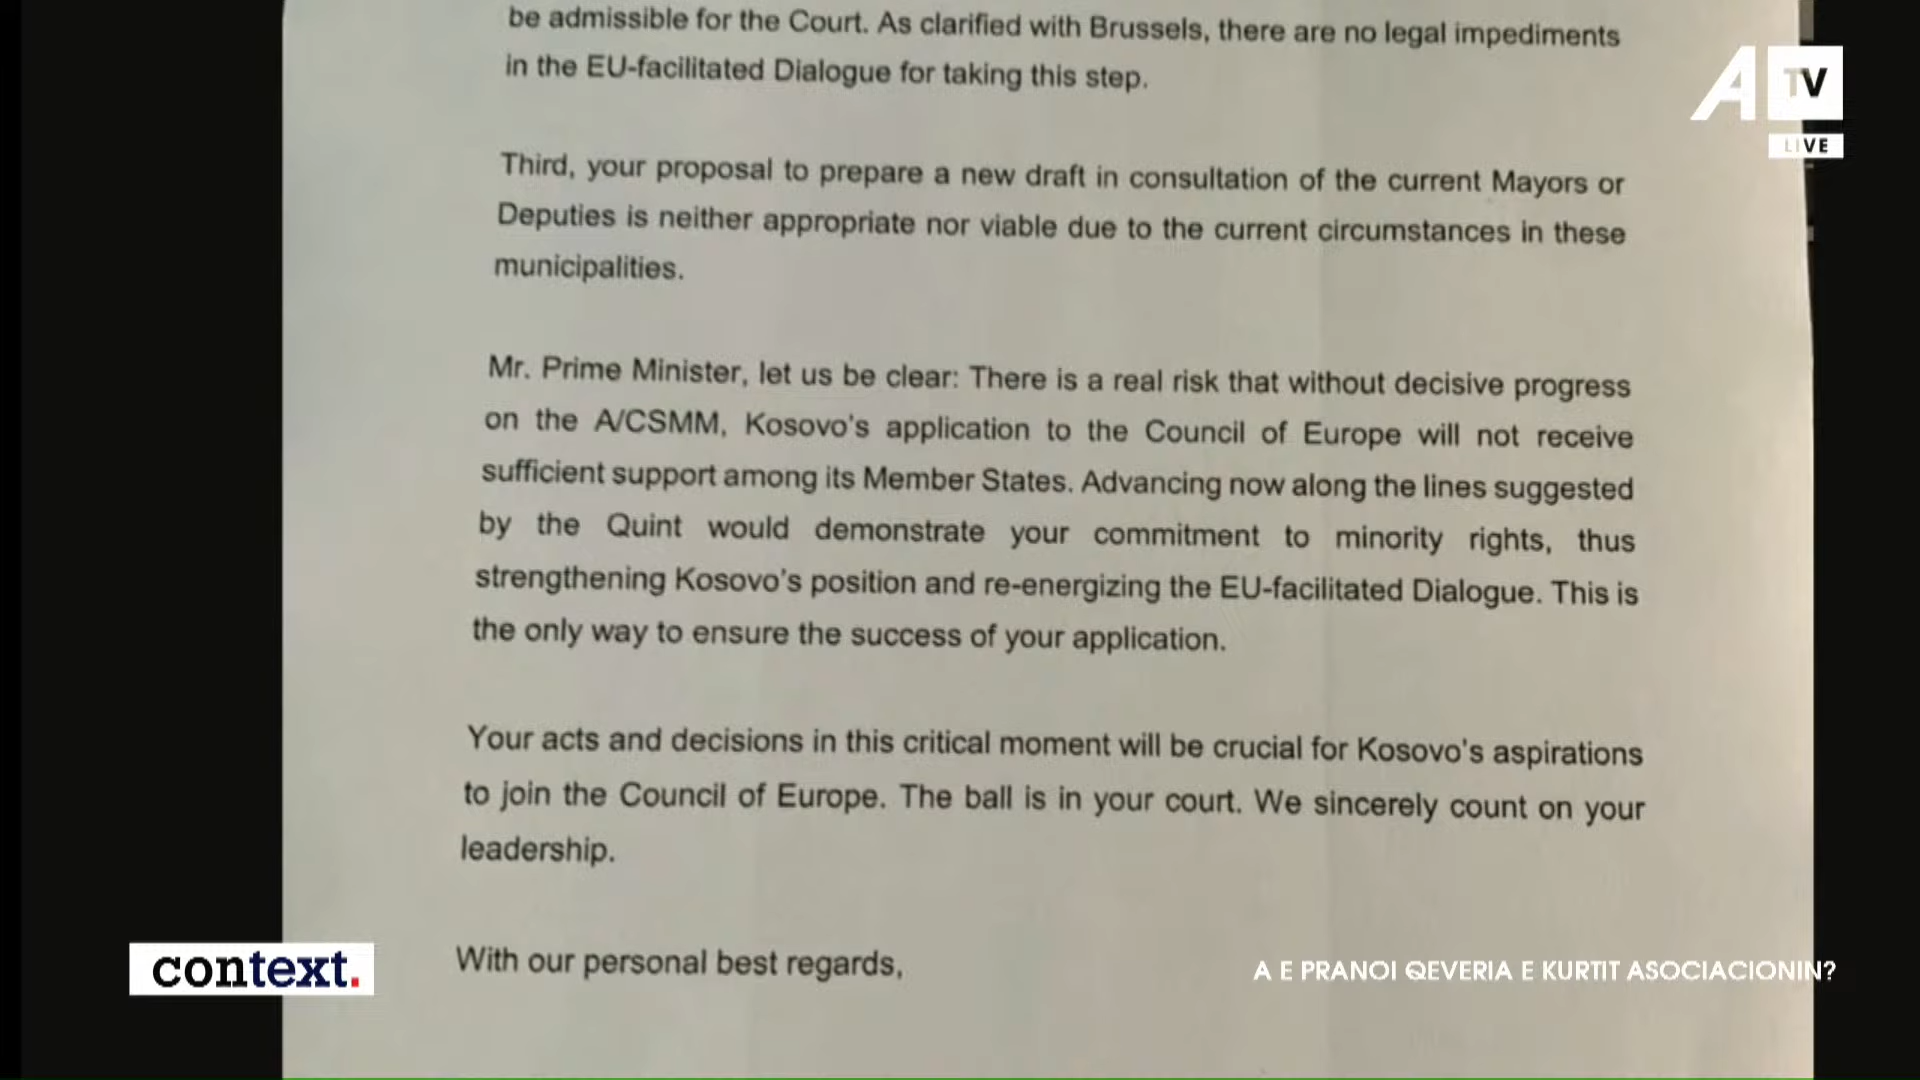 be admissible for the Court. As clarified with Brussels, there are no legal impediments
in the EU-facilitated Dialogue for taking this step.
Third, your proposal to prepare a new draft in consultation of the current Mayors or
Deputies is neither appropriate nor viable due to the current circumstances in these
municipalities.
Mr. Prime Minister, let us be clear: There is a real risk that without decisive progress
on the A/CSMM, Kosovo's application to the Council of Europe will not receive
sufficient support among its Member States. Advancing now along the lines suggested
by the Quint would demonstrate your commitment to minority rights, thus
strengthening Kosovo's position and re-energizing the EU-facilitated Dialogue. This is
the only way to ensure the success of your application.
Your acts and decisions in this critical moment will be crucial for Kosovo's aspirations
to join the Council of Europe. The ball is in your court. We sincerely count on your
leadership.
With our personal best regards,
ATV
LIVE
context.
A E PRANOI QEVERIA E KURTIT ASOCIACIONIN?